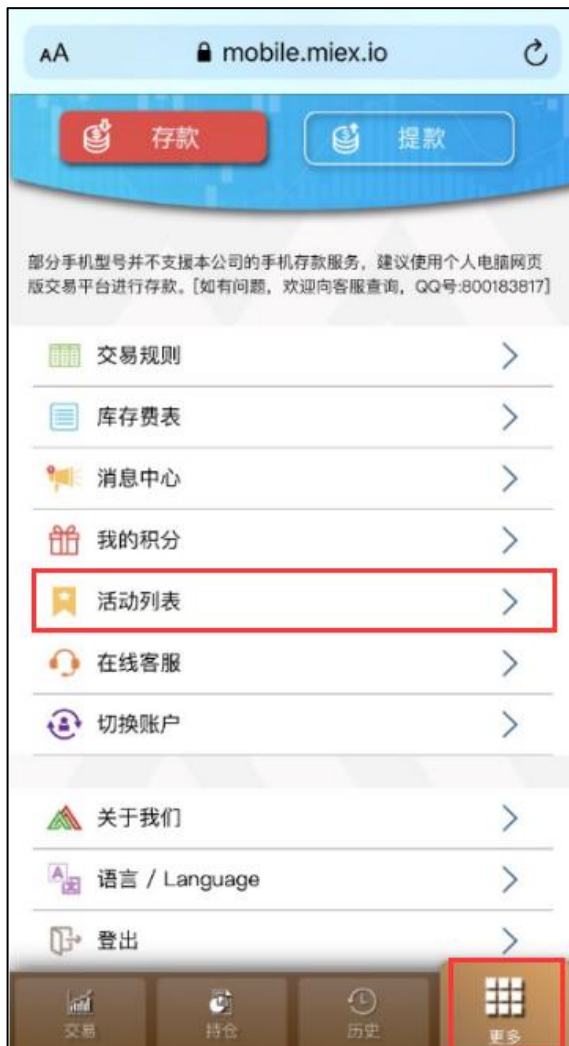 AA mobile.miex.io
存款 提款
部分手机型号并不支援本公司的手机存款服务，建议使用个人电脑网页
版交易平台进行存款。[如有问题，欢迎向客服查询，QQ号:800183817]
交易规则
库存费表
消息中心
我的积分
活动列表
在线客服
切换账户
关于我们
语言 / Language
登出
交易 持仓 历史 更多